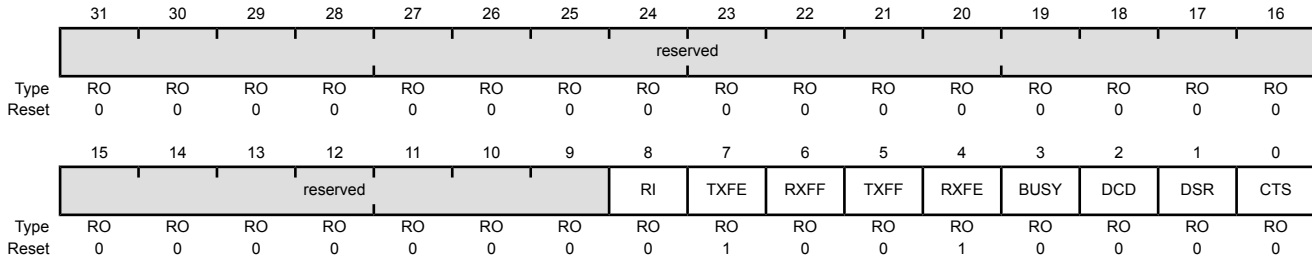 31 30 29 28 27 26 25 24 23 22 21 20 19 18 17 16
reserved
Type RO RO RO RO RO RO RO RO RO RO RO RO RO RO RO RO
Reset 0 0 0 0 0 0 0 0 0 0 0 0 0 0 0 0
15 14 13 12 11 10 9 8 7 6 5 4 3 2 1 0
reserved RI TXFE RXFF TXFF RXFE BUSY DCD DSR CTS
Type RO RO RO RO RO RO RO RO RO RO RO RO RO RO RO RO
Reset 0 0 0 0 0 0 0 0 1 0 0 1 0 0 0 0